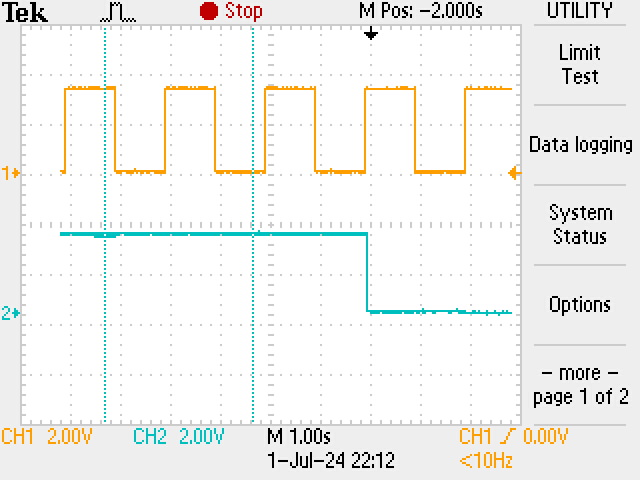 Tek
Stop
M Pos: -2.000s
UTILITY
Limit
Test
Data logging
System
Status
Options
- more -
page 1 of 2
1
2
CH1 2.00V
CH2 2.00V
M 1.00s
CH1 0.00V
1-Jul-24 22:12
<10Hz